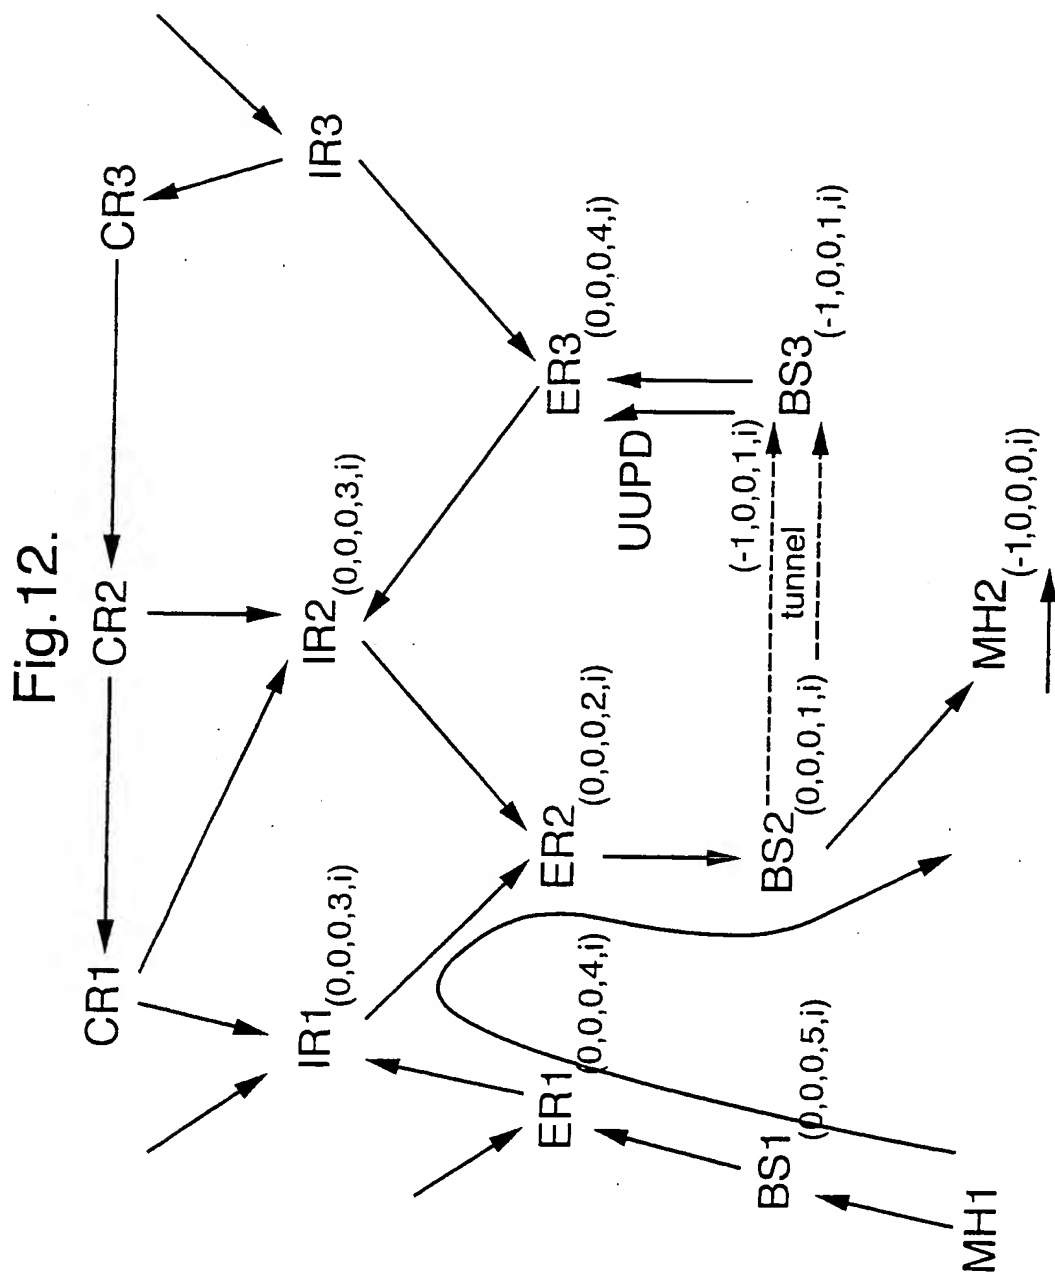 Fig.12.
CR1
CR2
CR3
IR1(0,0,0,3,i)
IR2(0,0,0,3,i)
IR3
ER1(0,0,0,4,i)
ER2(0,0,0,2,i)
ER3(0,0,0,4,i)
UUPD
BS1(0,0,0,5,i)
BS2(0,0,0,1,i)
(-1,0,0,1,i)
tunnel
BS3(-1,0,0,1,i)
MH1
MH2(-1,0,0,0,i)